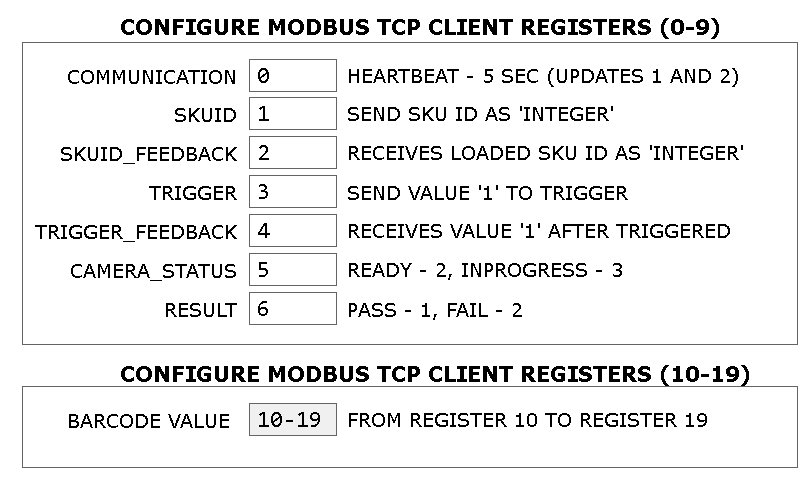 CONFIGURE MODBUS TCP CLIENT REGISTERS (0-9)
COMMUNICATION 0 HEARTBEAT - 5 SEC (UPDATES 1 AND 2)
SKUID 1 SEND SKU ID AS 'INTEGER'
SKUID_FEEDBACK 2 RECEIVES LOADED SKU ID AS 'INTEGER'
TRIGGER 3 SEND VALUE '1' TO TRIGGER
TRIGGER_FEEDBACK 4 RECEIVES VALUE '1' AFTER TRIGGERED
CAMERA_STATUS 5 READY - 2, INPROGRESS - 3
RESULT 6 PASS - 1, FAIL - 2
CONFIGURE MODBUS TCP CLIENT REGISTERS (10-19)
BARCODE VALUE 10-19 FROM REGISTER 10 TO REGISTER 19